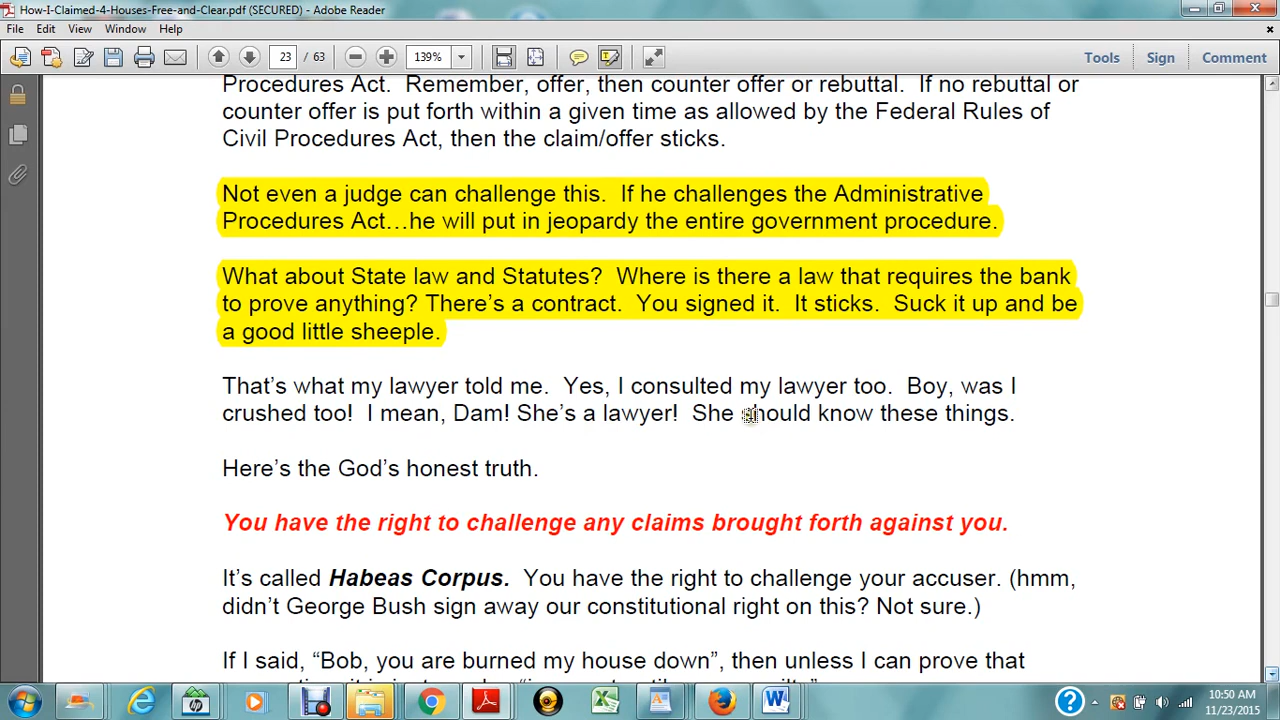 How-I-Claimed-4-Houses-Free-and-Clear.pdf (SECURED) - Adobe Reader
File Edit View Window Help
23 / 63 139% Tools Sign Comment
Procedures Act. Remember, offer, then counter offer or rebuttal. If no rebuttal or
counter offer is put forth within a given time as allowed by the Federal Rules of
Civil Procedures Act, then the claim/offer sticks.
Not even a judge can challenge this. If he challenges the Administrative
Procedures Act…he will put in jeopardy the entire government procedure.
What about State law and Statutes? Where is there a law that requires the bank
to prove anything? There's a contract. You signed it. It sticks. Suck it up and be
a good little sheeple.
That's what my lawyer told me. Yes, I consulted my lawyer too. Boy, was I
crushed too! I mean, Dam! She's a lawyer! She should know these things.
Here's the God's honest truth.
You have the right to challenge any claims brought forth against you.
It's called Habeas Corpus. You have the right to challenge your accuser. (hmm,
didn't George Bush sign away our constitutional right on this? Not sure.)
If I said, “Bob, you are burned my house down”, then unless I can prove that
10:50 AM
11/23/2015